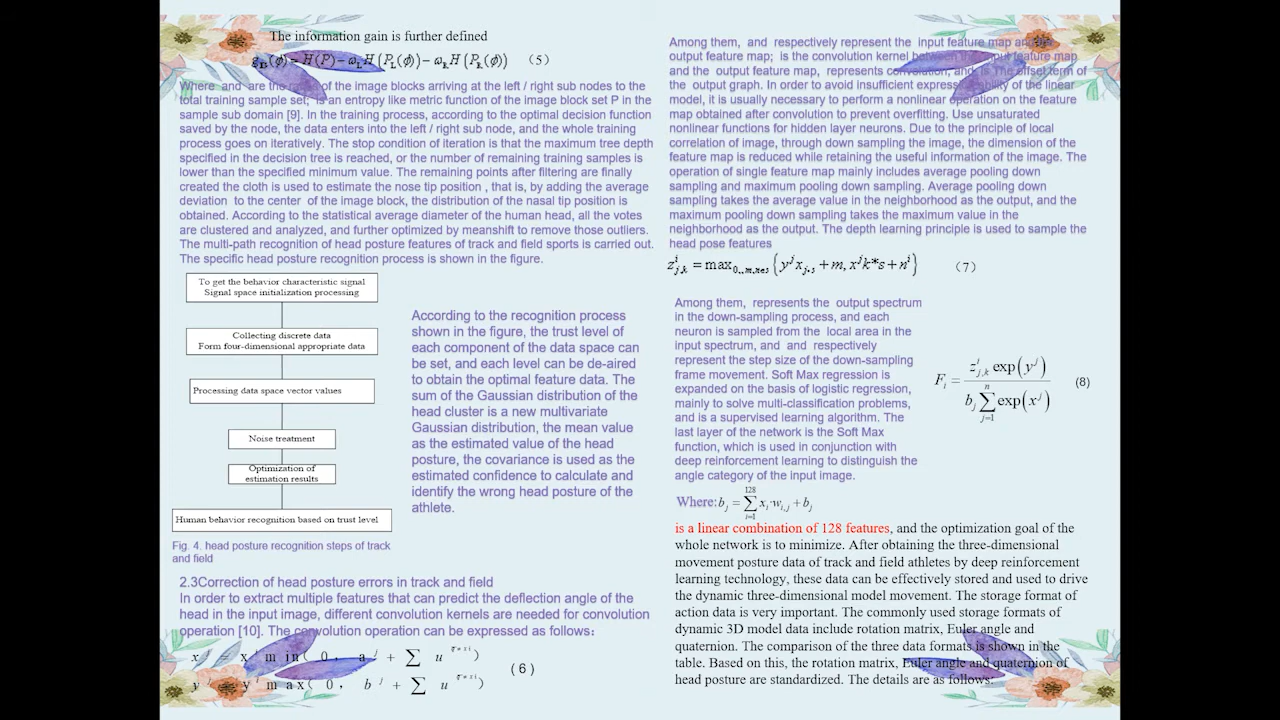 The information gain is further defined
g_B(ϕ)=H(P)−ω_L H(P_L(ϕ))−ω_R H(P_R(ϕ)) (5)
Where and are the of the image blocks arriving at the left / right sub nodes to the
total training sample set; is an entropy like metric function of the image block set P in the
sample sub domain [9]. In the training process, according to the optimal decision function
saved by the node, the data enters into the left / right sub node, and the whole training
process goes on iteratively. The stop condition of iteration is that the maximum tree depth
specified in the decision tree is reached, or the number of remaining training samples is
lower than the specified minimum value. The remaining points after filtering are finally
created the cloth is used to estimate the nose tip position , that is, by adding the average
deviation to the center of the image block, the distribution of the nasal tip position is
obtained. According to the statistical average diameter of the human head, all the votes
are clustered and analyzed, and further optimized by meanshift to remove those outliers.
The multi-path recognition of head posture features of track and field sports is carried out.
The specific head posture recognition process is shown in the figure.
To get the behavior characteristic signal
Signal space initialization processing
Collecting discrete data
Form four-dimensional appropriate data
Processing data space vector values
Noise treatment
Optimization of
estimation results
Human behavior recognition based on trust level
Fig. 4. head posture recognition steps of track
and field
According to the recognition process
shown in the figure, the trust level of
each component of the data space can
be set, and each level can be de-aired
to obtain the optimal feature data. The
sum of the Gaussian distribution of the
head cluster is a new multivariate
Gaussian distribution, the mean value
as the estimated value of the head
posture, the covariance is used as the
estimated confidence to calculate and
identify the wrong head posture of the
athlete.
2.3Correction of head posture errors in track and field
In order to extract multiple features that can predict the deflection angle of the
head in the input image, different convolution kernels are needed for convolution
operation [10]. The convolution operation can be expressed as follows:
x = x min( 0, a^j + ∑ u )
y = y max( 0, b^j + ∑ u ) (6)
Among them, and respectively represent the input feature map and the
output feature map; is the convolution kernel between the input feature map
and the output feature map, represents convolution, and is The offset term of
the output graph. In order to avoid insufficient expression ability of the linear
model, it is usually necessary to perform a nonlinear operation on the feature
map obtained after convolution to prevent overfitting. Use unsaturated
nonlinear functions for hidden layer neurons. Due to the principle of local
correlation of image, through down sampling the image, the dimension of the
feature map is reduced while retaining the useful information of the image. The
operation of single feature map mainly includes average pooling down
sampling and maximum pooling down sampling. Average pooling down
sampling takes the average value in the neighborhood as the output, and the
maximum pooling down sampling takes the maximum value in the
neighborhood as the output. The depth learning principle is used to sample the
head pose features
z^i_{j,k} = max {y^j x_{j,s} + m, x^j k*s + n^i} (7)
Among them, represents the output spectrum
in the down-sampling process, and each
neuron is sampled from the local area in the
input spectrum, and and respectively
represent the step size of the down-sampling
frame movement. Soft Max regression is
expanded on the basis of logistic regression,
mainly to solve multi-classification problems,
and is a supervised learning algorithm. The
last layer of the network is the Soft Max
function, which is used in conjunction with
deep reinforcement learning to distinguish the
angle category of the input image.
F_i = z^i_{j,k} exp(y^j) / b_j ∑_{j=1}^{n} exp(x^j) (8)
Where: b_j = ∑_{i=1}^{128} x_i·w_{i,j} + b_j
is a linear combination of 128 features, and the optimization goal of the
whole network is to minimize. After obtaining the three-dimensional
movement posture data of track and field athletes by deep reinforcement
learning technology, these data can be effectively stored and used to drive
the dynamic three-dimensional model movement. The storage format of
action data is very important. The commonly used storage formats of
dynamic 3D model data include rotation matrix, Euler angle and
quaternion. The comparison of the three data formats is shown in the
table. Based on this, the rotation matrix, Euler angle and quaternion of
head posture are standardized. The details are as follows: